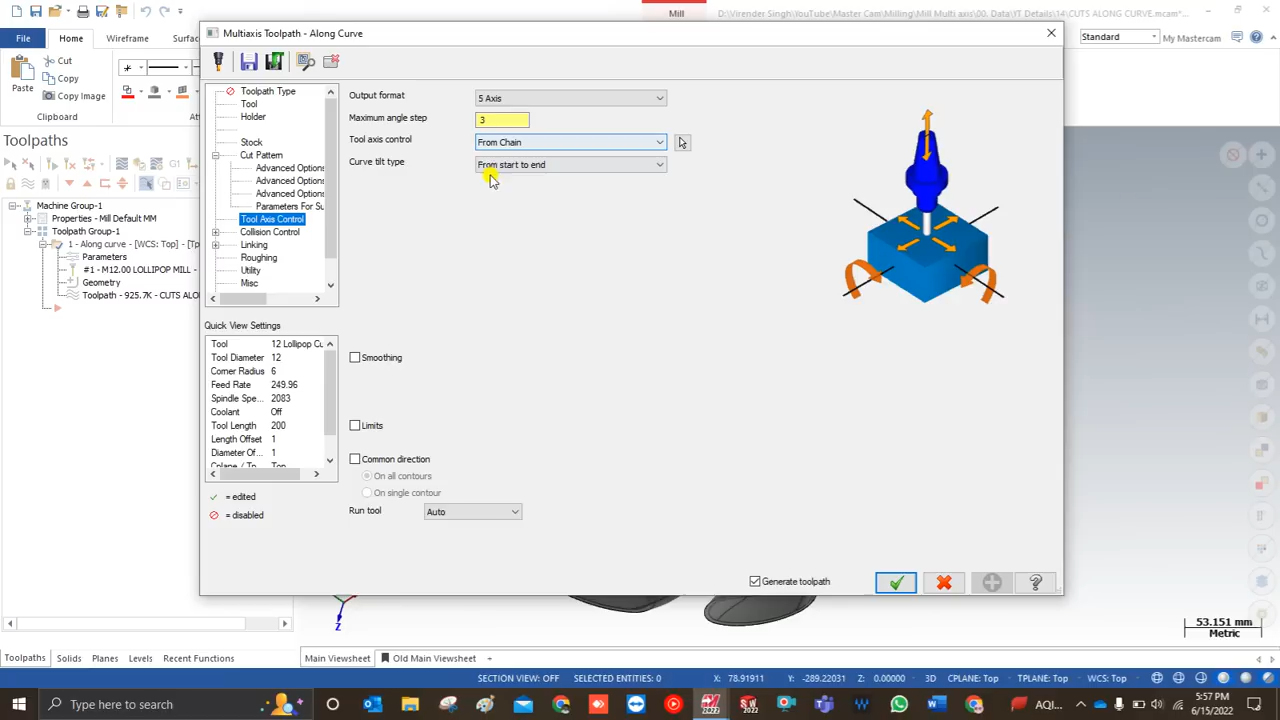 Mill
D:\Virender Singh\YouTube\Master Cam\Milling\Mill Multi axis\00. Data\YT Details\14\CUTS ALONG CURVE.mcam*
File
Home
Wireframe
Surfac
Standard
My Mastercam
Multiaxis Toolpath - Along Curve
Cut
Copy
Copy Image
Paste
Clipboard
Toolpaths
Machine Group-1
Properties - Mill Default MM
Toolpath Group-1
1 - Along curve - [WCS: Top] - [Tp
Parameters
#1 - M12.00 LOLLIPOP MILL -
Geometry
Toolpath - 925.7K - CUTS ALO
Toolpath Type
Tool
Holder
Stock
Cut Pattern
Advanced Options
Advanced Options
Advanced Options
Parameters For Su
Tool Axis Control
Collision Control
Linking
Roughing
Utility
Misc
Output format
5 Axis
Maximum angle step
3
Tool axis control
From Chain
Curve tilt type
From start to end
Quick View Settings
Tool 12 Lollipop Cu
Tool Diameter 12
Corner Radius 6
Feed Rate 249.96
Spindle Spe... 2083
Coolant Off
Tool Length 200
Length Offset 1
Diameter Of... 1
Cplane / Tp... Top
= edited
= disabled
Smoothing
Limits
Common direction
On all contours
On single contour
Run tool
Auto
Generate toolpath
Z
53.151 mm
Metric
Toolpaths
Solids
Planes
Levels
Recent Functions
Main Viewsheet
Old Main Viewsheet
+
SECTION VIEW: OFF
SELECTED ENTITIES: 0
X: 78.91911
Y: -289.22031
Z: 0.00000
3D
CPLANE: Top
TPLANE: Top
WCS: Top
Type here to search
2022
2022
AQI...
5:57 PM
6/15/2022